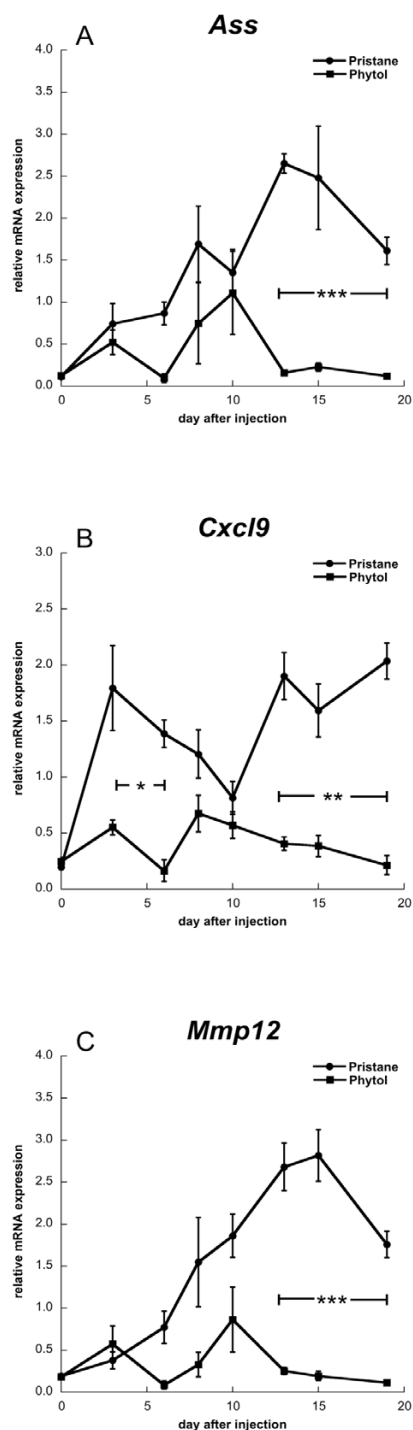 A
Ass
Pristane
Phytol
4.0
3.5
3.0
2.5
2.0
1.5
1.0
0.5
0.0
relative mRNA expression
***
0 5 10 15 20
day after injection
B
Cxcl9
Pristane
Phytol
3.0
2.5
2.0
1.5
1.0
0.5
0.0
relative mRNA expression
*
**
0 5 10 15 20
day after injection
C
Mmp12
Pristane
Phytol
4.0
3.5
3.0
2.5
2.0
1.5
1.0
0.5
0.0
relative mRNA expression
***
0 5 10 15 20
day after injection